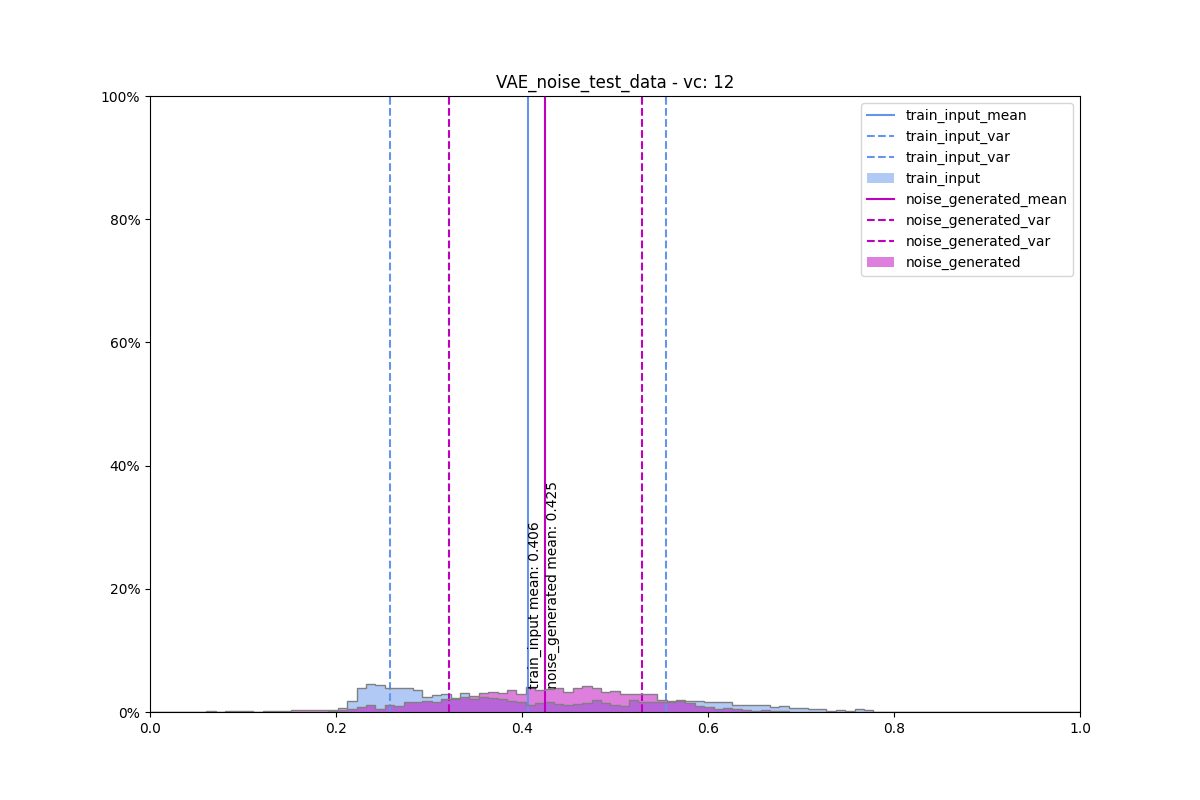 VAE_noise_test_data - vc: 12
100%
80%
60%
40%
20%
0%
train_input_mean
train_input_var
train_input_var
train_input
noise_generated_mean
noise_generated_var
noise_generated_var
noise_generated
train_input mean: 0.406
noise_generated mean: 0.425
0.0
0.2
0.4
0.6
0.8
1.0